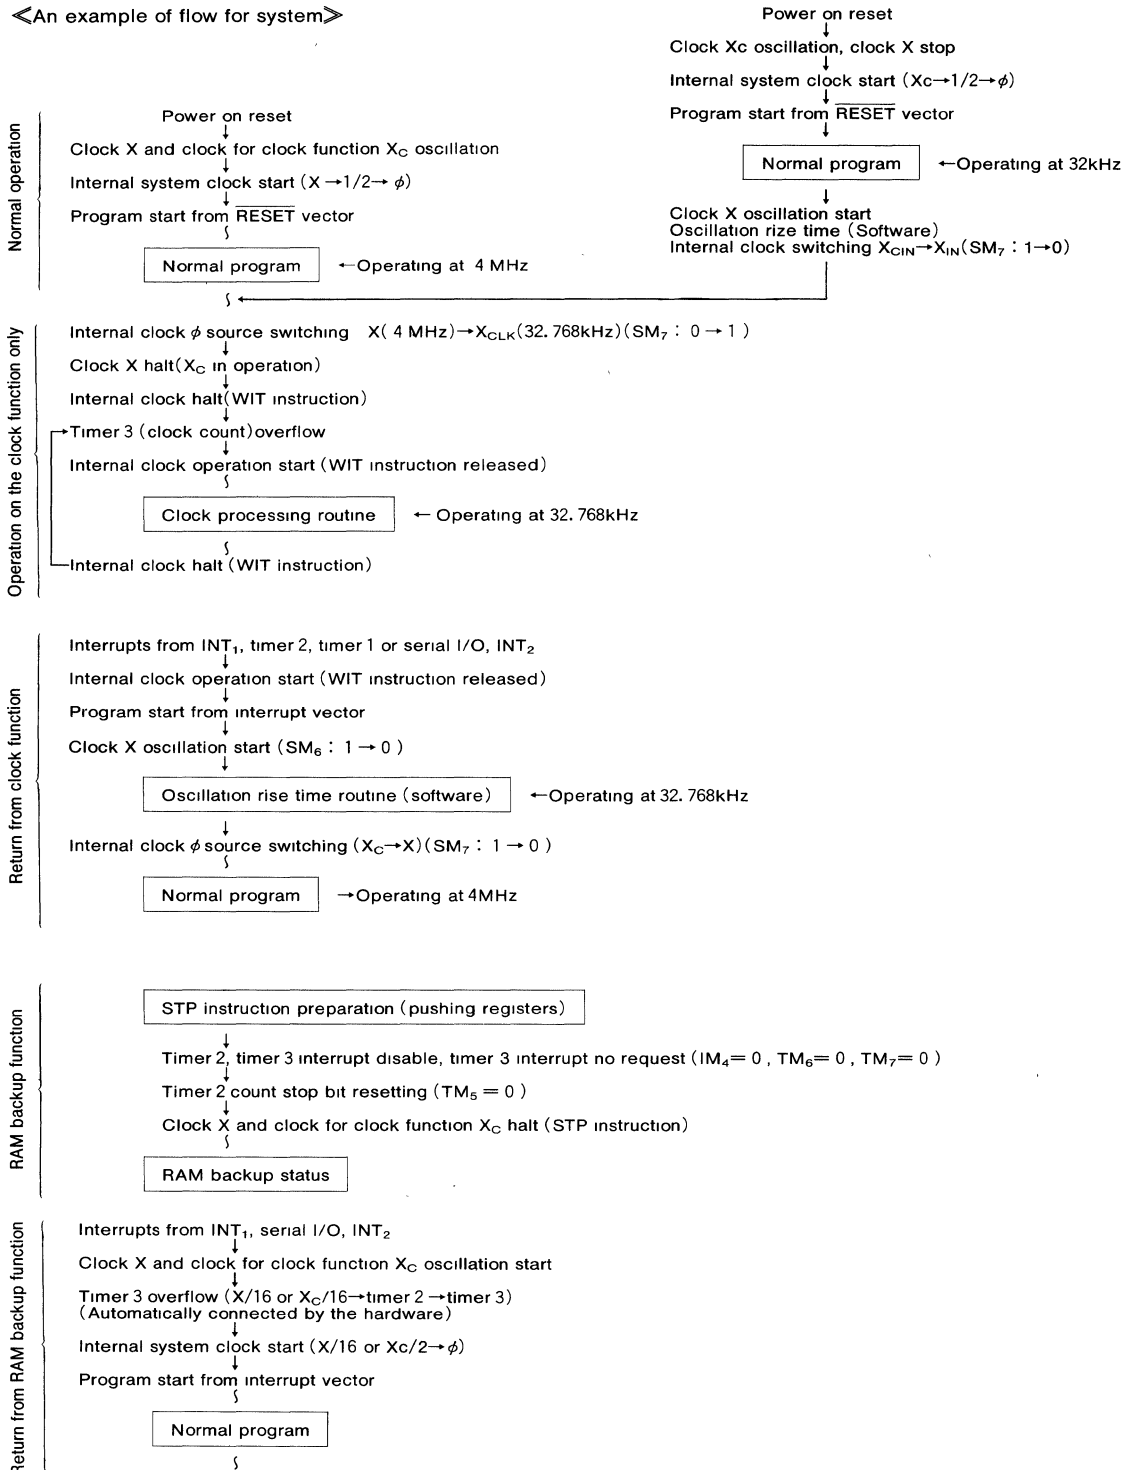 ≪An example of flow for system≫
Power on reset
Clock Xc oscillation, clock X stop
Internal system clock start (Xc→1/2→ϕ)
Program start from RESET vector
Normal program ←Operating at 32kHz
Clock X oscillation start
Oscillation rize time (Software)
Internal clock switching XCIN→XIN(SM7 : 1→0)
Normal operation
Power on reset
Clock X and clock for clock function XC oscillation
Internal system clock start (X→1/2→ ϕ)
Program start from RESET vector
Normal program ←Operating at 4 MHz
Operation on the clock function only
Internal clock ϕ source switching X( 4 MHz)→XCLK(32.768kHz)(SM7 : 0 → 1 )
Clock X halt(XC in operation)
Internal clock halt(WIT instruction)
Timer 3 (clock count)overflow
Internal clock operation start (WIT instruction released)
Clock processing routine ← Operating at 32.768kHz
Internal clock halt (WIT instruction)
Return from clock function
Interrupts from INT1, timer 2, timer 1 or serial I/O, INT2
Internal clock operation start (WIT instruction released)
Program start from interrupt vector
Clock X oscillation start (SM6 : 1 → 0 )
Oscillation rise time routine (software) ←Operating at 32.768kHz
Internal clock ϕ source switching (XC→X)(SM7 : 1 → 0 )
Normal program →Operating at 4MHz
RAM backup function
STP instruction preparation (pushing registers)
Timer 2, timer 3 interrupt disable, timer 3 interrupt no request (IM4= 0 , TM6= 0, TM7= 0 )
Timer 2 count stop bit resetting (TM5 = 0 )
Clock X and clock for clock function XC halt (STP instruction)
RAM backup status
Return from RAM backup function
Interrupts from INT1, serial I/O, INT2
Clock X and clock for clock function XC oscillation start
Timer 3 overflow (X/16 or XC/16→timer 2 →timer 3)
(Automatically connected by the hardware)
Internal system clock start (X/16 or Xc/2→ϕ)
Program start from interrupt vector
Normal program